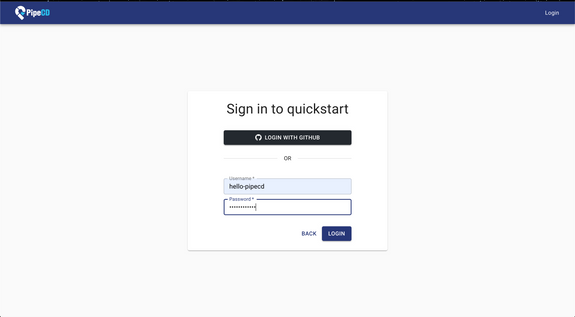 PipeCD
Login
Sign in to quickstart
LOGIN WITH GITHUB
OR
Username *
hello-pipecd
Password *
••••••••••••
BACK
LOGIN